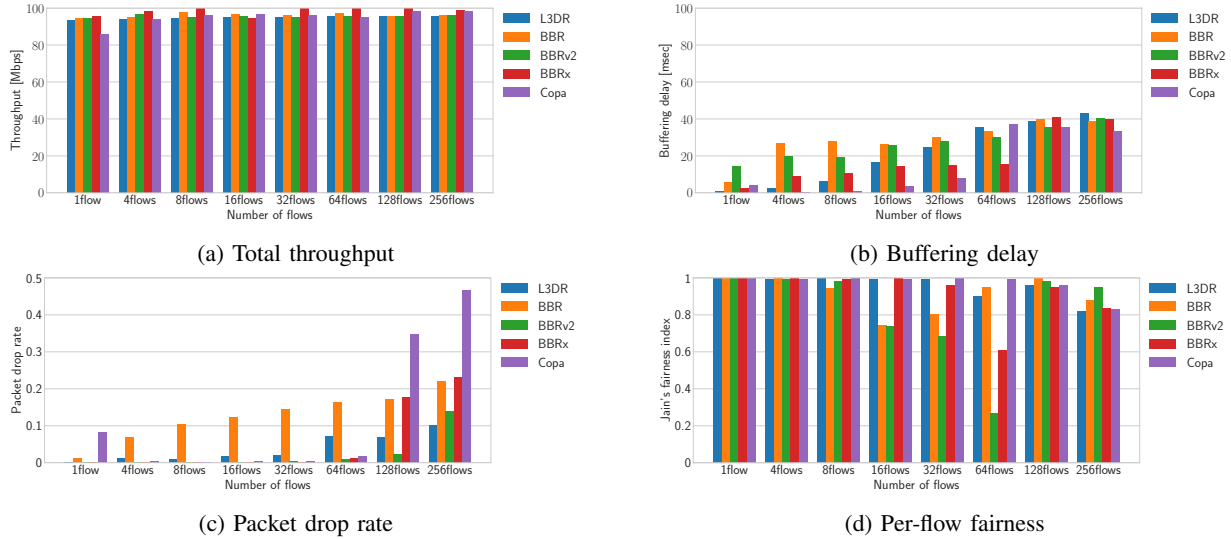 100
80
60
40
20
0
Throughput [Mbps]
1flow 4flows 8flows 16flows 32flows 64flows 128flows 256flows
Number of flows
L3DR
BBR
BBRv2
BBRx
Copa
(a) Total throughput
100
80
60
40
20
0
Buffering delay [msec]
1flow 4flows 8flows 16flows 32flows 64flows 128flows 256flows
Number of flows
L3DR
BBR
BBRv2
BBRx
Copa
(b) Buffering delay
0.5
0.4
0.3
0.2
0.1
0
Packet drop rate
1flow 4flows 8flows 16flows 32flows 64flows 128flows 256flows
Number of flows
L3DR
BBR
BBRv2
BBRx
Copa
(c) Packet drop rate
1
0.8
0.6
0.4
0.2
0
Jain's fairness index
1flow 4flows 8flows 16flows 32flows 64flows 128flows 256flows
Number of flows
L3DR
BBR
BBRv2
BBRx
Copa
(d) Per-flow fairness